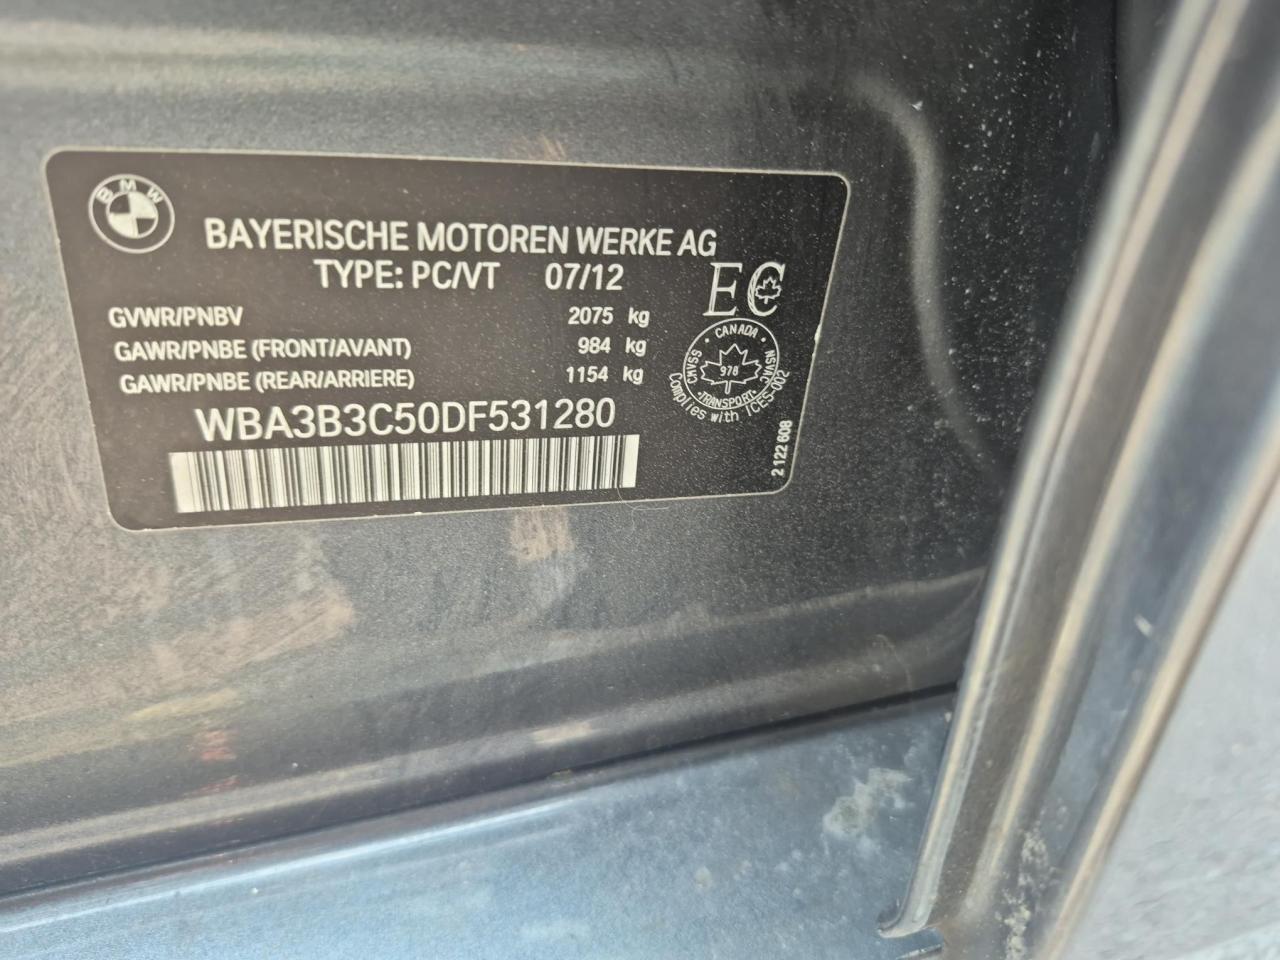 BMW
BAYERISCHE MOTOREN WERKE AG
TYPE: PC/VT 07/12
EC
GVWR/PNBV 2075 kg
GAWR/PNBE (FRONT/AVANT) 984 kg
GAWR/PNBE (REAR/ARRIERE) 1154 kg
WBA3B3C50DF531280
CANADA
CMVSS
978
NSVAC
TRANSPORT
Complies with ICES-002
2 122 608